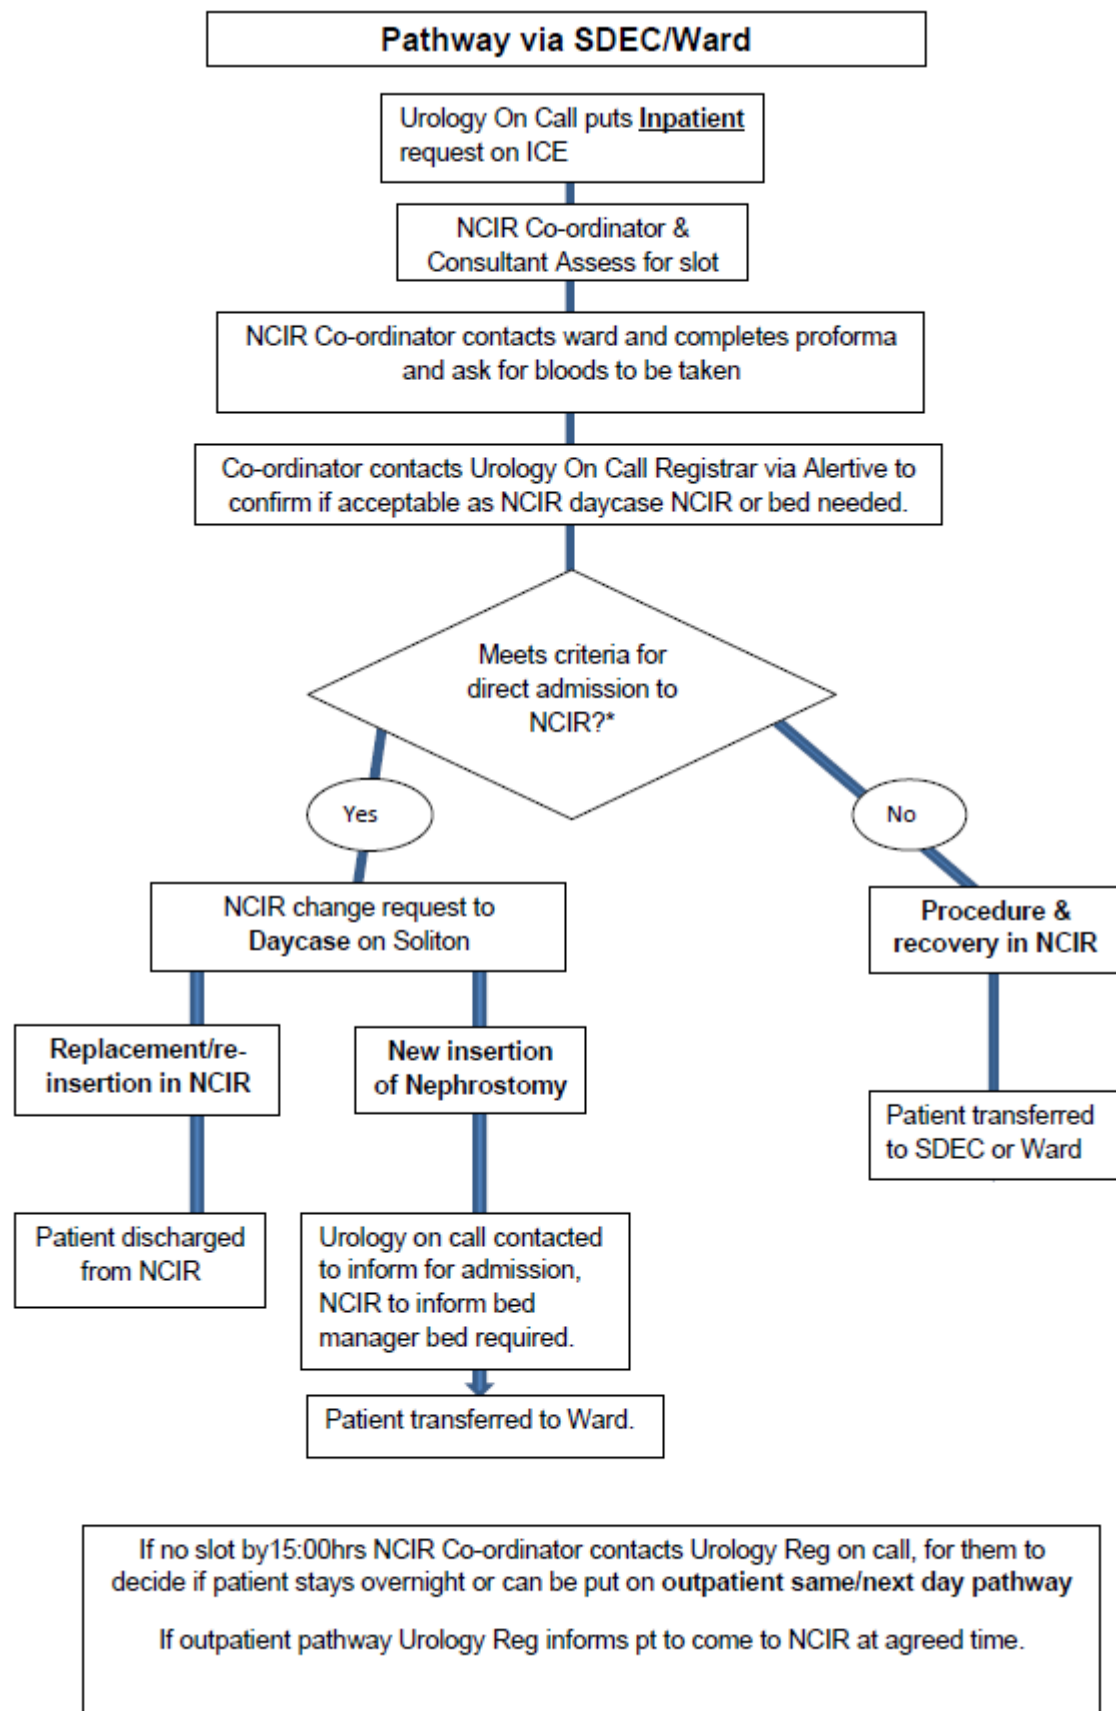 Pathway via SDEC/Ward
Urology On Call puts Inpatient
request on ICE
NCIR Co-ordinator &
Consultant Assess for slot
NCIR Co-ordinator contacts ward and completes proforma
and ask for bloods to be taken
Co-ordinator contacts Urology On Call Registrar via Alertive to
confirm if acceptable as NCIR daycase NCIR or bed needed.
Meets criteria for
direct admission to
NCIR?*
Yes
No
NCIR change request to
Daycase on Soliton
Procedure &
recovery in NCIR
Replacement/re-
insertion in NCIR
New insertion
of Nephrostomy
Patient transferred
to SDEC or Ward
Patient discharged
from NCIR
Urology on call contacted
to inform for admission,
NCIR to inform bed
manager bed required.
Patient transferred to Ward.
If no slot by15:00hrs NCIR Co-ordinator contacts Urology Reg on call, for them to
decide if patient stays overnight or can be put on outpatient same/next day pathway
If outpatient pathway Urology Reg informs pt to come to NCIR at agreed time.